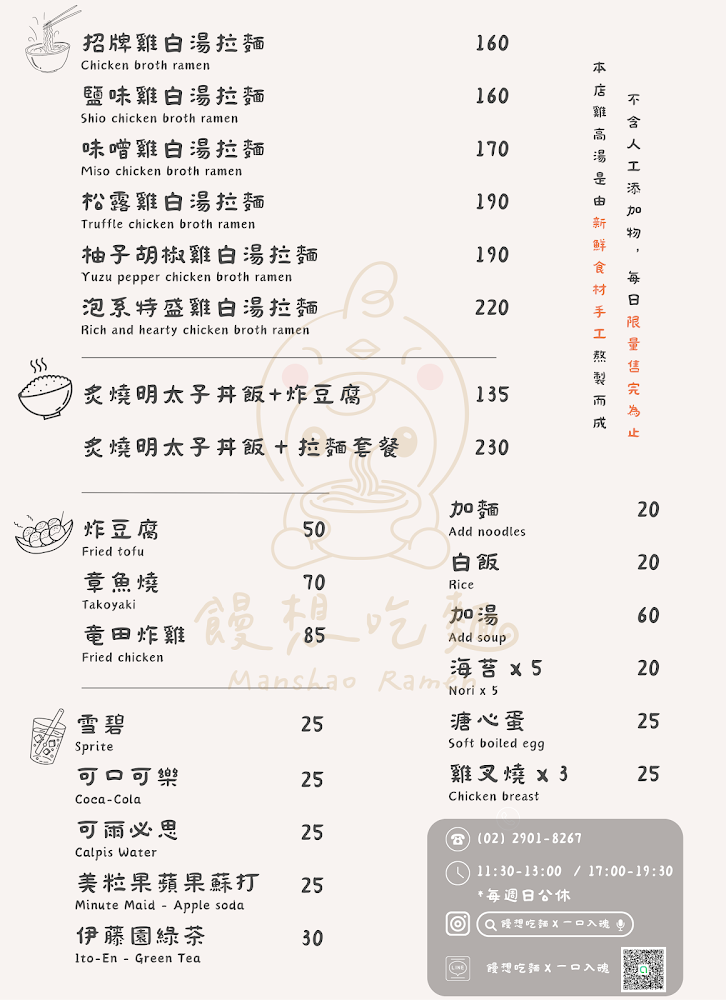 招牌雞白湯拉麵 160
Chicken broth ramen
鹽味雞白湯拉麵 160
Shio chicken broth ramen
味噌雞白湯拉麵 170
Miso chicken broth ramen
松露雞白湯拉麵 190
Truffle chicken broth ramen
柚子胡椒雞白湯拉麵 190
Yuzu pepper chicken broth ramen
泡系特盛雞白湯拉麵 220
Rich and hearty chicken broth ramen
本店雞高湯是由新鮮食材手工熬製而成
不含人工添加物，每日限量售完為止
炙燒明太子丼飯+炸豆腐 135
炙燒明太子丼飯 + 拉麵套餐 230
炸豆腐 50
Fried tofu
章魚燒 70
Takoyaki
竜田炸雞 85
Fried chicken
加麵 20
Add noodles
白飯 20
Rice
加湯 60
Add soup
海苔 x 5 20
Nori x 5
溏心蛋 25
Soft boiled egg
雞叉燒 x 3 25
Chicken breast
雪碧 25
Sprite
可口可樂 25
Coca-Cola
可爾必思 25
Calpis Water
美粒果蘋果蘇打 25
Minute Maid - Apple soda
伊藤園綠茶 30
Ito-En - Green Tea
饅想吃麵
Manshao Ramen
(02) 2901-8267
11:30-13:00 / 17:00-19:30
*每週日公休
饅想吃麵 X 一口入魂
LINE 饅想吃麵 X 一口入魂